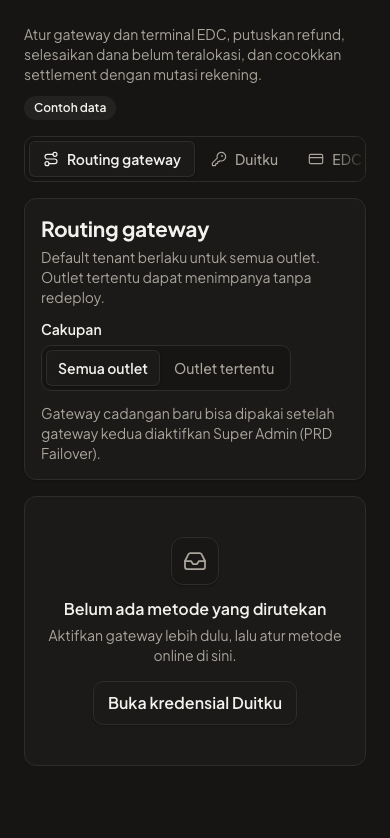 Atur gateway dan terminal EDC, putuskan refund,
selesaikan dana belum teralokasi, dan cocokkan
settlement dengan mutasi rekening.
Contoh data
Routing gateway
Duitku
EDC
Routing gateway
Default tenant berlaku untuk semua outlet.
Outlet tertentu dapat menimpanya tanpa
redeploy.
Cakupan
Semua outlet
Outlet tertentu
Gateway cadangan baru bisa dipakai setelah
gateway kedua diaktifkan Super Admin (PRD
Failover).
Belum ada metode yang dirutekan
Aktifkan gateway lebih dulu, lalu atur metode
online di sini.
Buka kredensial Duitku